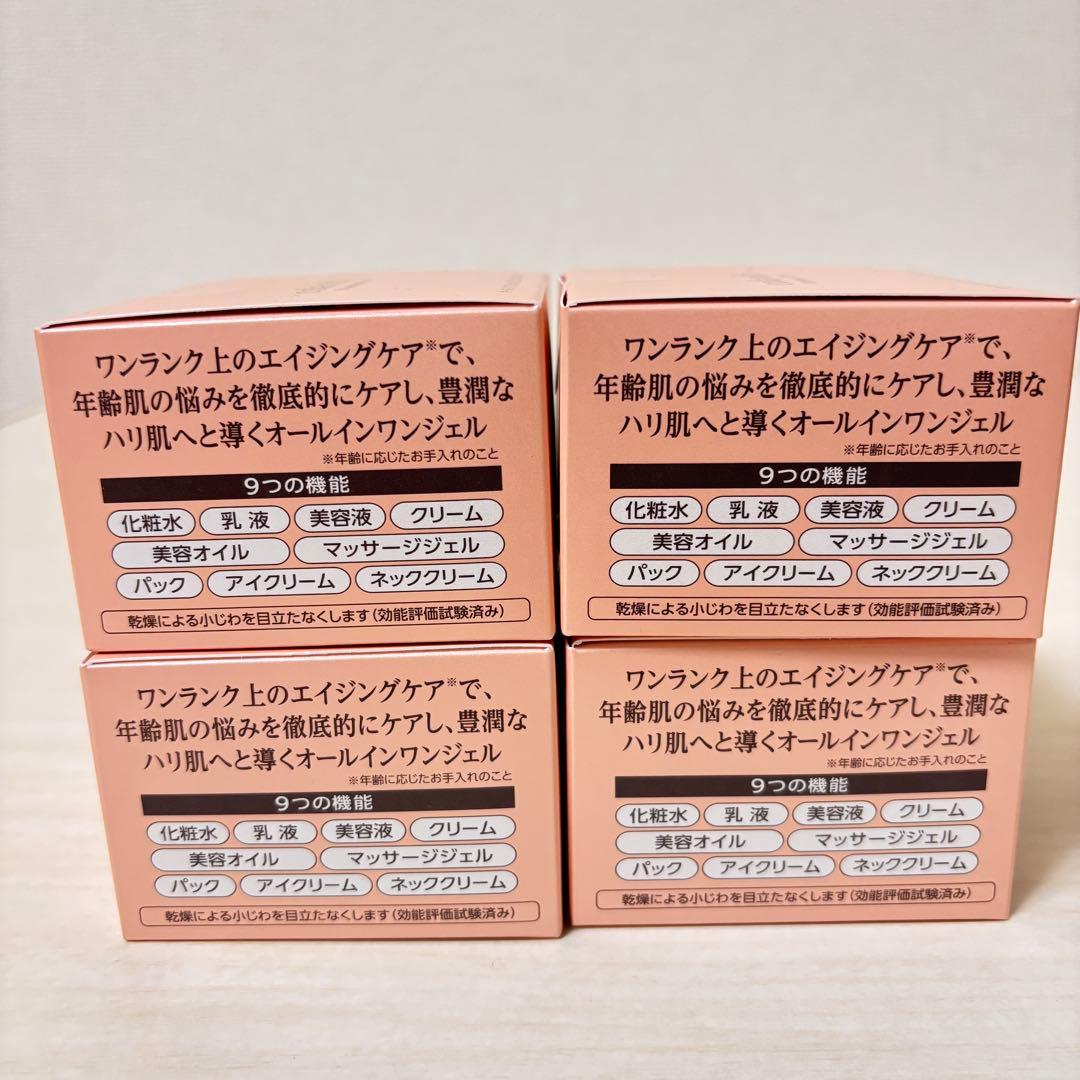 ワンランク上のエイジングケア※で、
年齢肌の悩みを徹底的にケアし、豊潤な
ハリ肌へと導くオールインワンジェル
※年齢に応じたお手入れのこと
9つの機能
化粧水 乳液 美容液 クリーム
美容オイル マッサージジェル
パック アイクリーム ネッククリーム
乾燥による小じわを目立たなくします(効能評価試験済み)
ワンランク上のエイジングケア※で、
年齢肌の悩みを徹底的にケアし、豊潤な
ハリ肌へと導くオールインワンジェル
※年齢に応じたお手入れのこと
9つの機能
化粧水 乳液 美容液 クリーム
美容オイル マッサージジェル
パック アイクリーム ネッククリーム
乾燥による小じわを目立たなくします(効能評価試験済み)
ワンランク上のエイジングケア※で、
年齢肌の悩みを徹底的にケアし、豊潤な
ハリ肌へと導くオールインワンジェル
※年齢に応じたお手入れのこと
9つの機能
化粧水 乳液 美容液 クリーム
美容オイル マッサージジェル
パック アイクリーム ネッククリーム
乾燥による小じわを目立たなくします(効能評価試験済み)
ワンランク上のエイジングケア※で、
年齢肌の悩みを徹底的にケアし、豊潤な
ハリ肌へと導くオールインワンジェル
※年齢に応じたお手入れのこと
9つの機能
化粧水 乳液 美容液 クリーム
美容オイル マッサージジェル
パック アイクリーム ネッククリーム
乾燥による小じわを目立たなくします(効能評価試験済み)